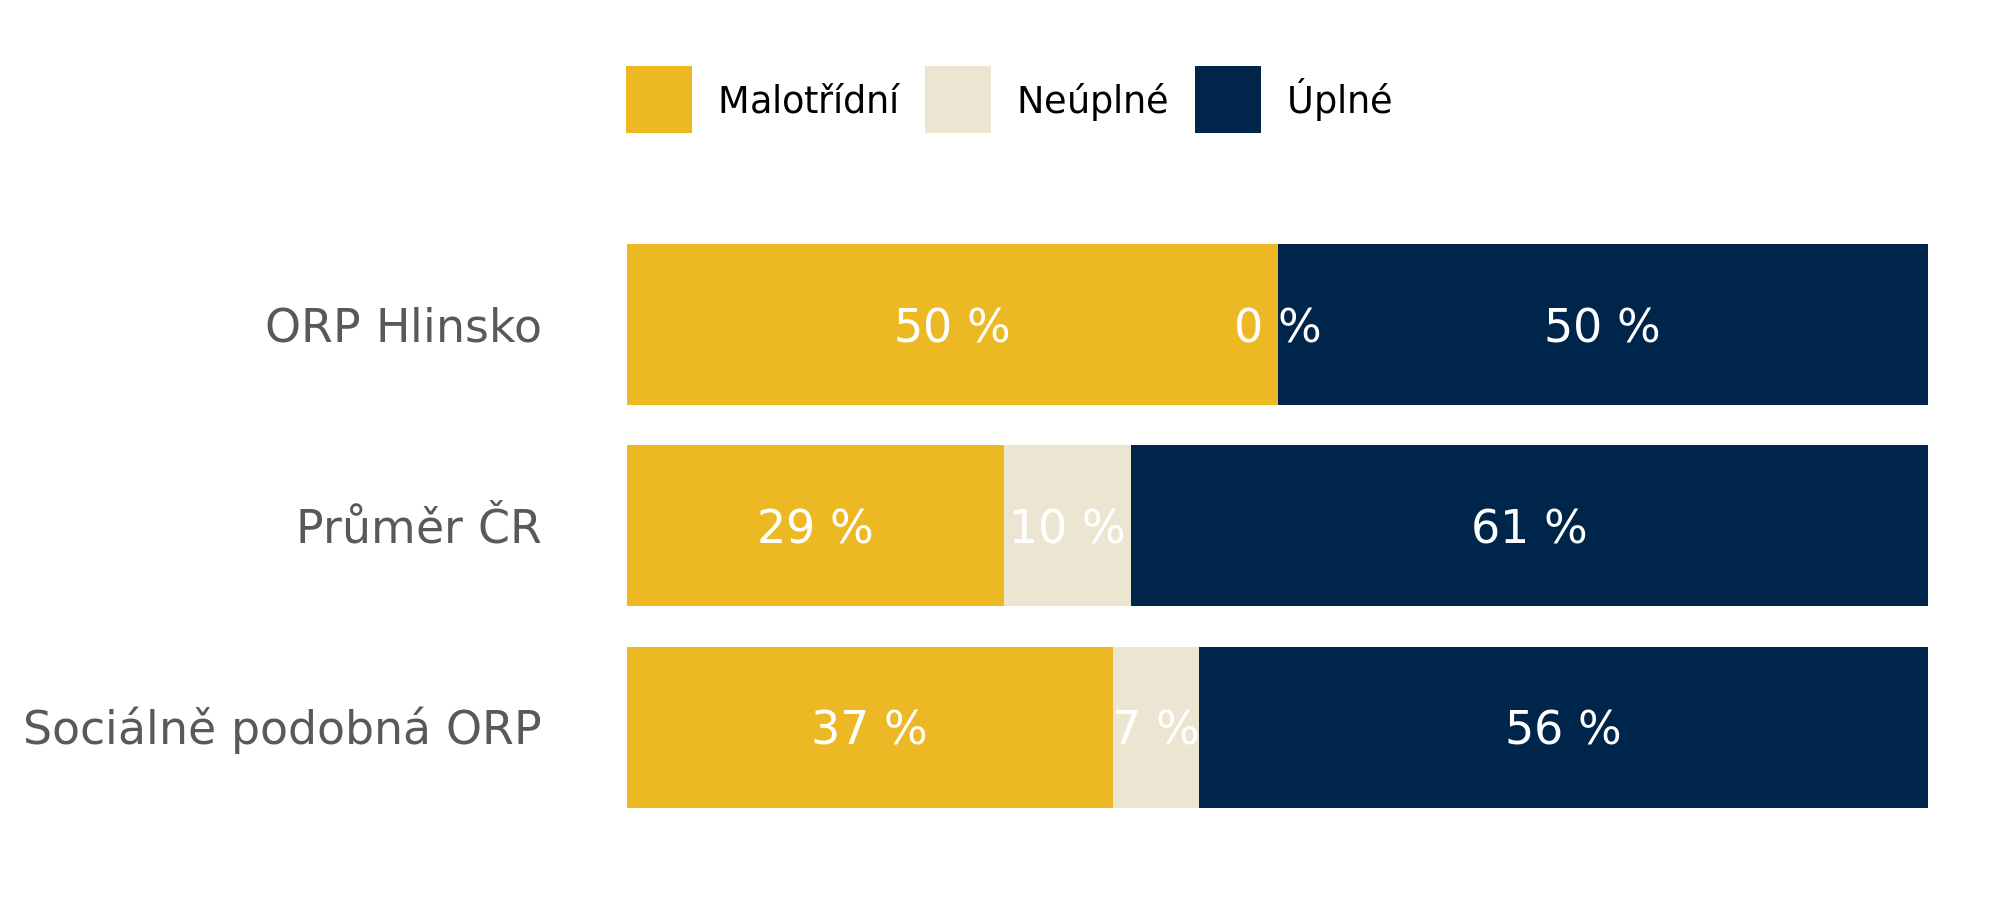 Malotřídní Neúplné Úplné
ORP Hlinsko 50 % 0 % 50 %
Průměr ČR 29 % 10 % 61 %
Sociálně podobná ORP 37 % 7 % 56 %